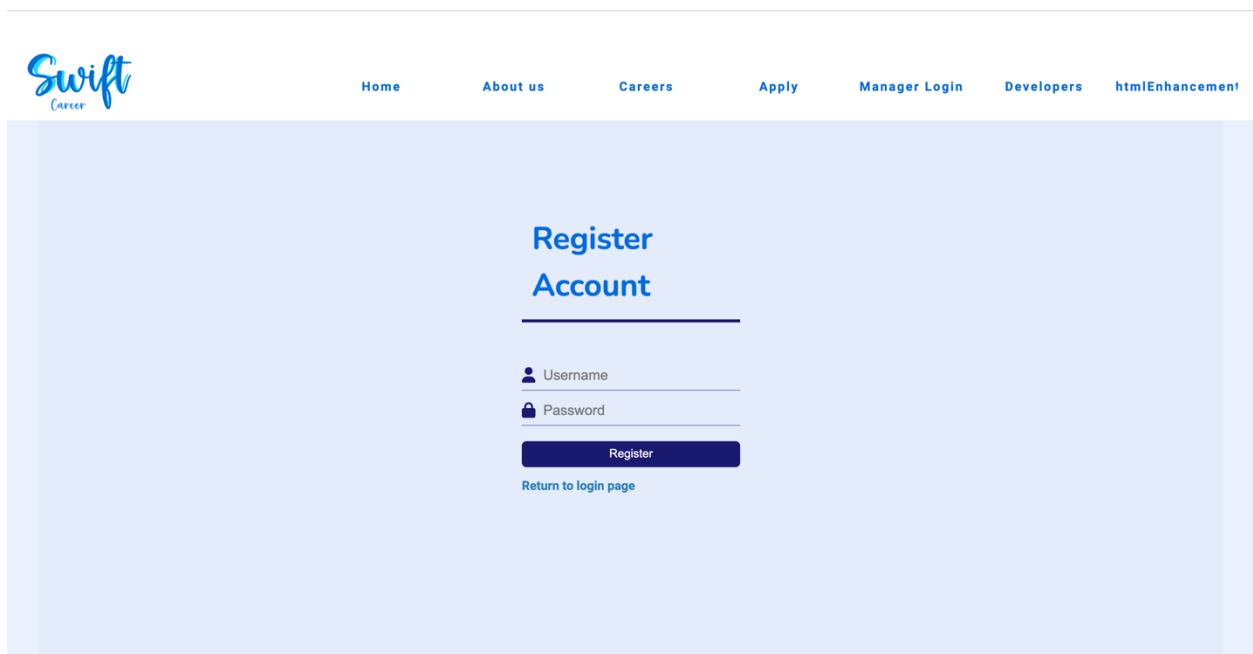 Swift
Career
Home About us Careers Apply Manager Login Developers htmlEnhancement
Register
Account
Username
Password
Register
Return to login page